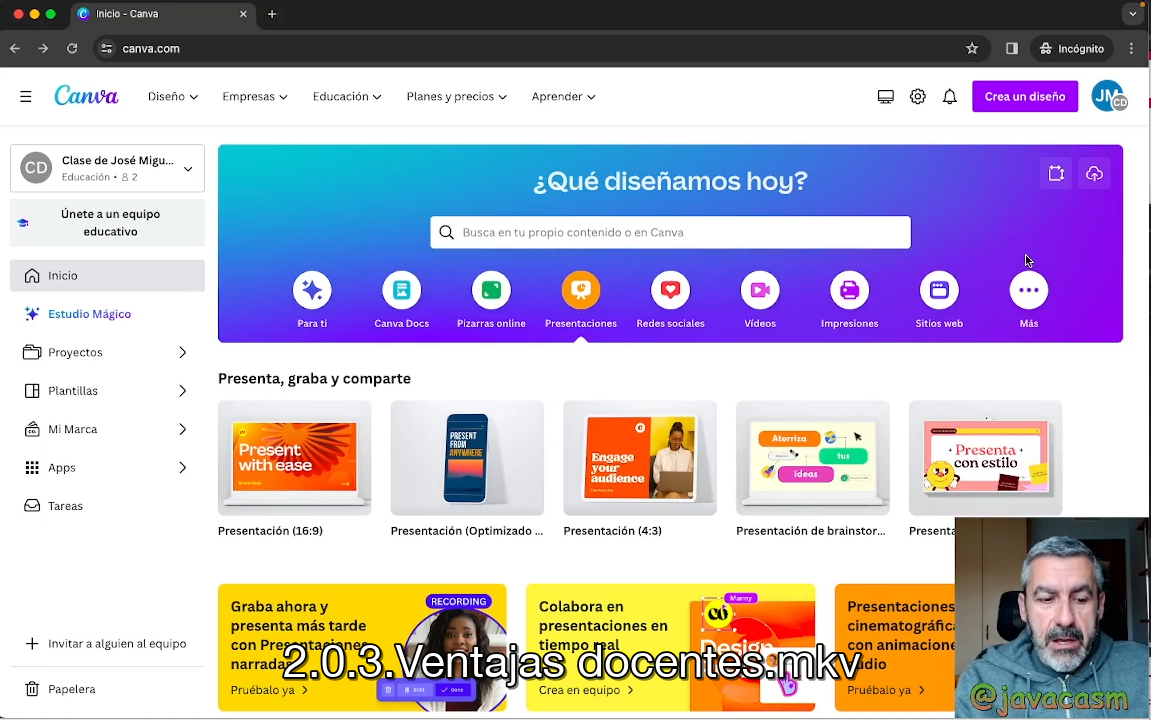 Inicio - Canva
canva.com
Incógnito
Canva
Diseño
Empresas
Educación
Planes y precios
Aprender
Crea un diseño
JM
CD
CD
Clase de José Migu...
Educación • 2
Únete a un equipo
educativo
Inicio
Estudio Mágico
Proyectos
Plantillas
Mi Marca
Apps
Tareas
Invitar a alguien al equipo
Papelera
¿Qué diseñamos hoy?
Busca en tu propio contenido o en Canva
Para ti
Canva Docs
Pizarras online
Presentaciones
Redes sociales
Vídeos
Impresiones
Sitios web
Más
Presenta, graba y comparte
Present
with ease
PRESENT
FROM
ANYWHERE
Engage
your
audience
Aterriza
tus
ideas
Presenta
con estilo
Presentación (16:9)
Presentación (Optimizado ...
Presentación (4:3)
Presentación de brainstor...
Presenta
Graba ahora y
presenta más tarde
con Presentaciones
narradas
Pruébalo ya
RECORDING
Done
Colabora en
presentaciones en
tiempo real
Crea en equipo
Manny
co
Design
Presentaciones
cinematográfica
con animaciones
audio
Pruébalo ya
2.0.3.Ventajas docentes.mkv
@javacasm